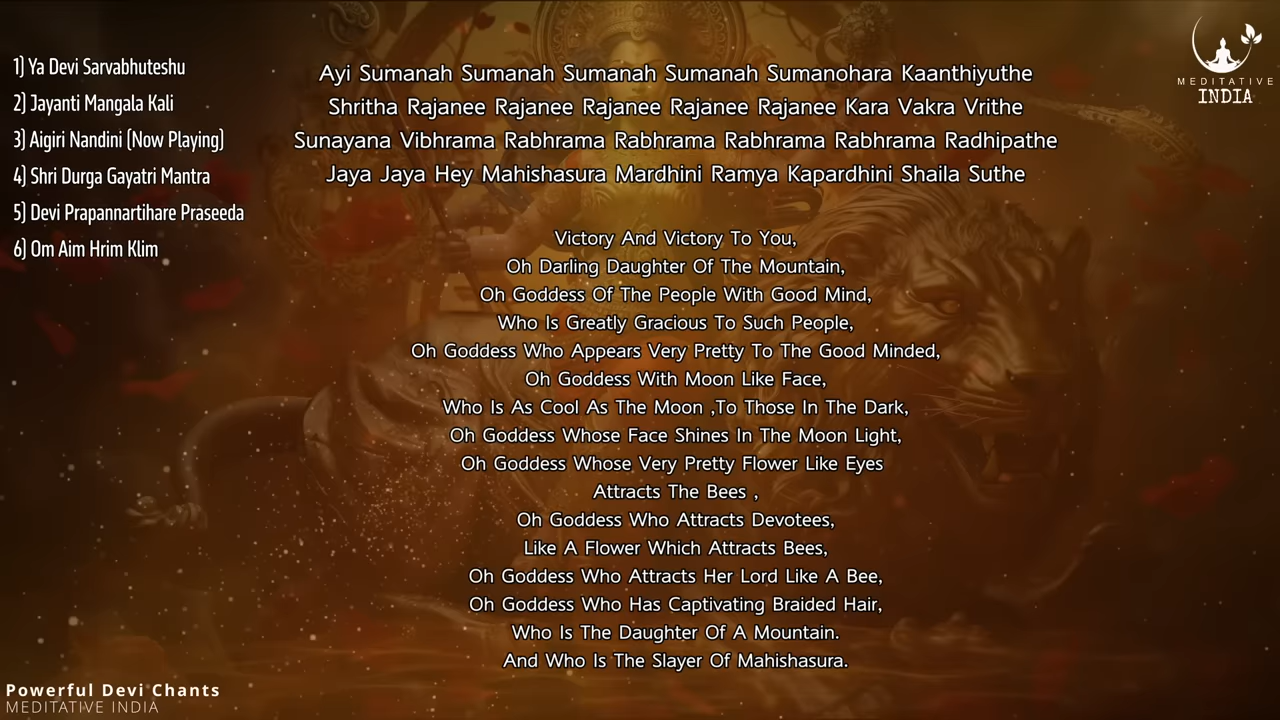 1) Ya Devi Sarvabhuteshu
2) Jayanti Mangala Kali
3) Aigiri Nandini (Now Playing)
4) Shri Durga Gayatri Mantra
5) Devi Prapannartihare Praseeda
6) Om Aim Hrim Klim
Ayi Sumanah Sumanah Sumanah Sumanah Sumanohara Kaanthiyuthe
Shritha Rajanee Rajanee Rajanee Rajanee Rajanee Kara Vakra Vrithe
Sunayana Vibhrama Rabhrama Rabhrama Rabhrama Rabhrama Radhipathe
Jaya Jaya Hey Mahishasura Mardhini Ramya Kapardhini Shaila Suthe
Victory And Victory To You,
Oh Darling Daughter Of The Mountain,
Oh Goddess Of The People With Good Mind,
Who Is Greatly Gracious To Such People,
Oh Goddess Who Appears Very Pretty To The Good Minded,
Oh Goddess With Moon Like Face,
Who Is As Cool As The Moon ,To Those In The Dark,
Oh Goddess Whose Face Shines In The Moon Light,
Oh Goddess Whose Very Pretty Flower Like Eyes
Attracts The Bees ,
Oh Goddess Who Attracts Devotees,
Like A Flower Which Attracts Bees,
Oh Goddess Who Attracts Her Lord Like A Bee,
Oh Goddess Who Has Captivating Braided Hair,
Who Is The Daughter Of A Mountain.
And Who Is The Slayer Of Mahishasura.
MEDITATIVE
INDIA
Powerful Devi Chants
MEDITATIVE INDIA